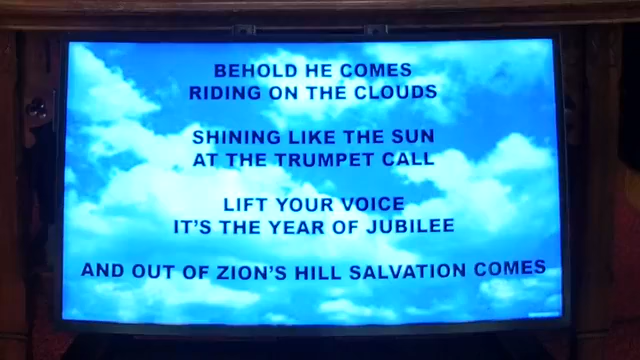 BEHOLD HE COMES
RIDING ON THE CLOUDS
SHINING LIKE THE SUN
AT THE TRUMPET CALL
LIFT YOUR VOICE
IT'S THE YEAR OF JUBILEE
AND OUT OF ZION'S HILL SALVATION COMES